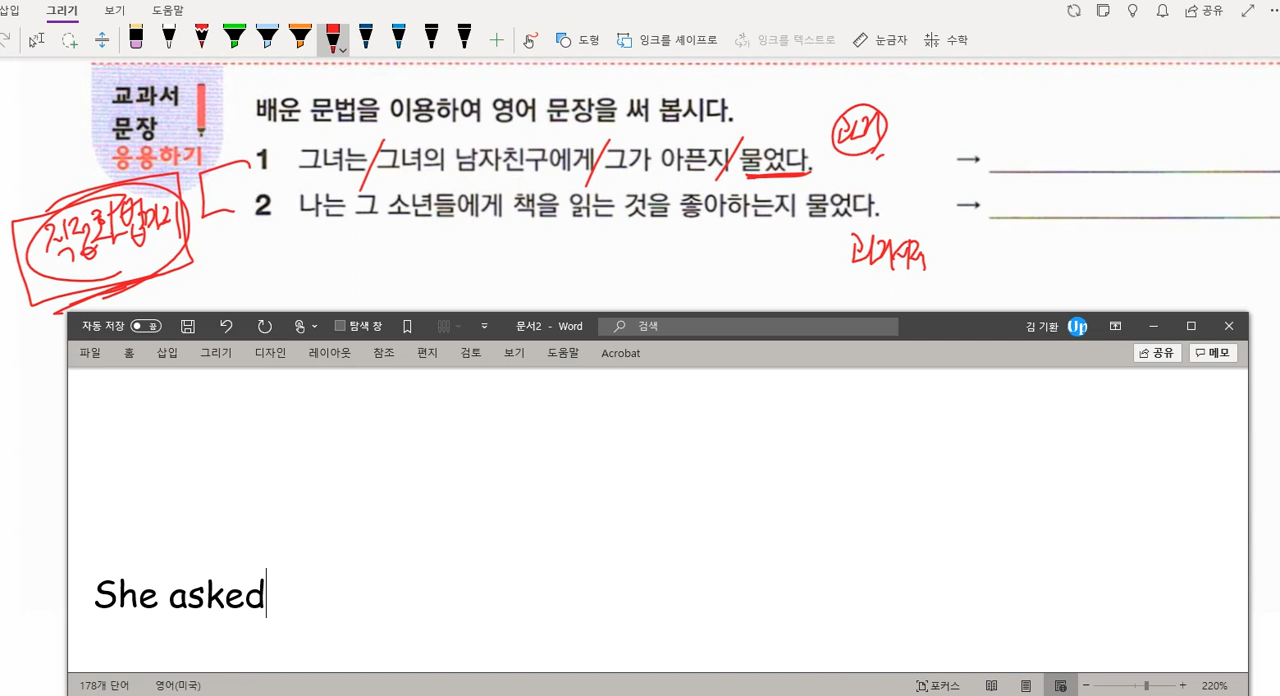 삽입 그리기 보기 도움말 공유
도형 잉크를 셰이프로 잉크를 텍스트로 눈금자 수학
교과서
문장
응용하기
배운 문법을 이용하여 영어 문장을 써 봅시다.
과거
1 그녀는/그녀의 남자친구에게/그가 아픈지/물었다. →
2 나는 그 소년들에게 책을 읽는 것을 좋아하는지 물었다. →
자동 저장 끔 탐색 창 문서2 - Word 검색 김 기환 Up
파일 홈 삽입 그리기 디자인 레이아웃 참조 편지 검토 보기 도움말 Acrobat 공유 메모
She asked
178개 단어 영어(미국) 포커스 - + 220%